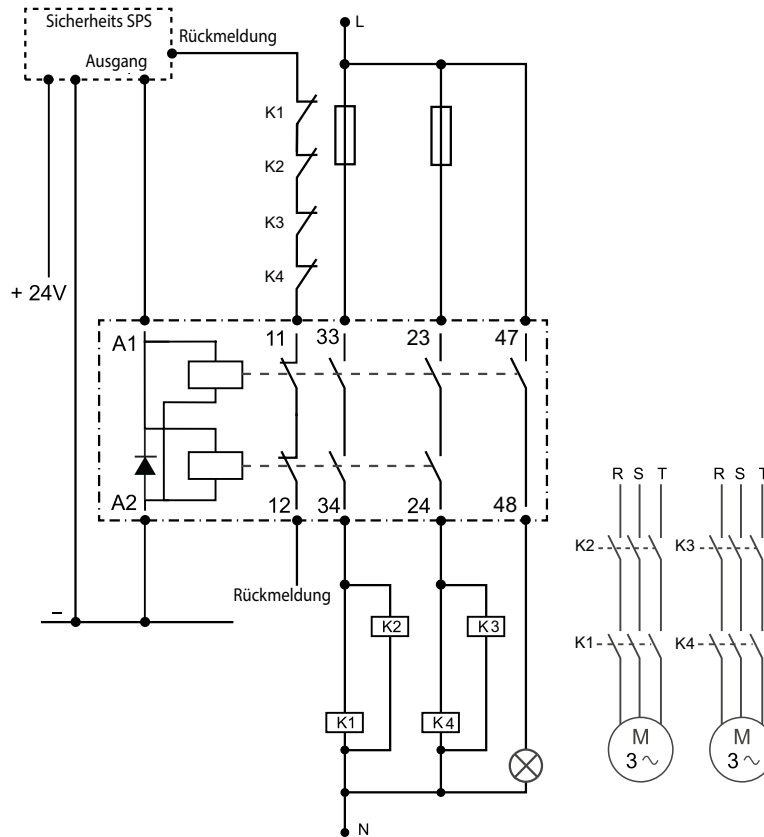 Sicherheits SPS
Ausgang
Rückmeldung
L
K1
K2
K3
K4
+ 24V
A1
11
33
23
47
A2
12
34
24
48
Rückmeldung
–
K2
K3
K1
K4
N
R S T
R S T
K2
K3
K1
K4
M
3 ~
M
3 ~